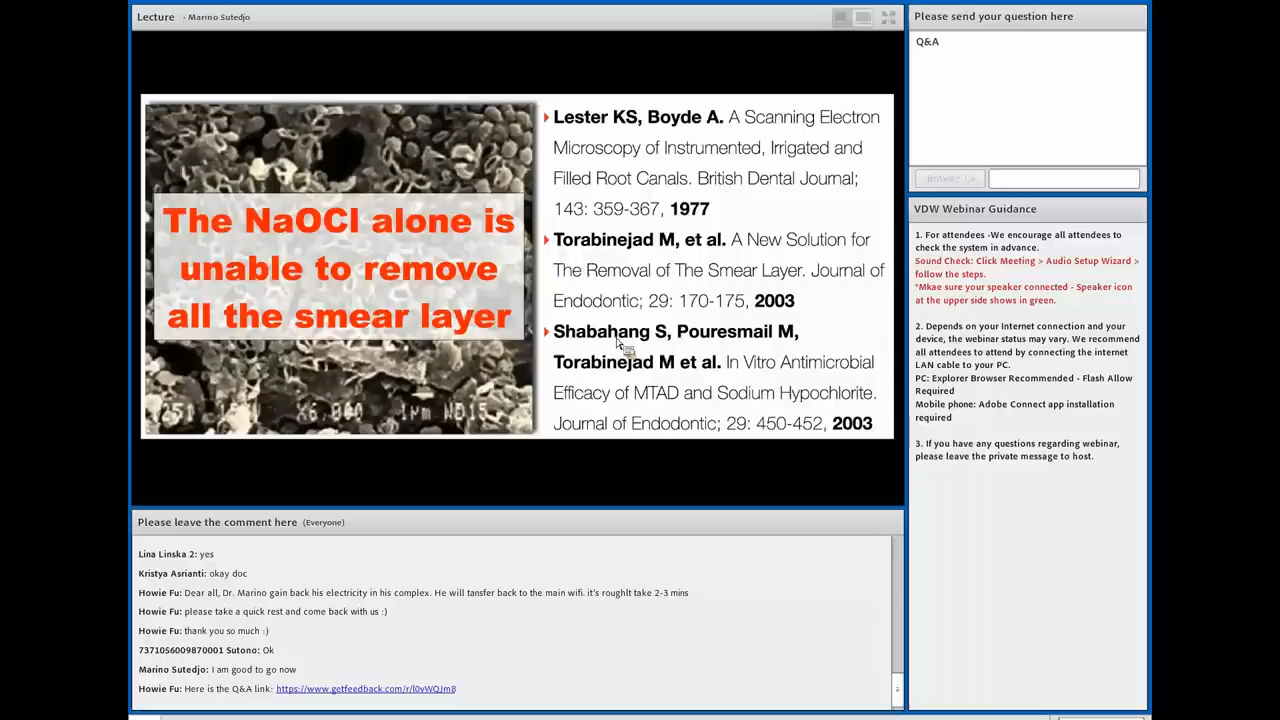 Lecture - Marino Sutedjo
The NaOCl alone is
unable to remove
all the smear layer
X6,000 1μm WD15
Lester KS, Boyde A. A Scanning Electron
Microscopy of Instrumented, Irrigated and
Filled Root Canals. British Dental Journal;
143: 359-367, 1977
Torabinejad M, et al. A New Solution for
The Removal of The Smear Layer. Journal of
Endodontic; 29: 170-175, 2003
Shabahang S, Pouresmail M,
Torabinejad M et al. In Vitro Antimicrobial
Efficacy of MTAD and Sodium Hypochlorite.
Journal of Endodontic; 29: 450-452, 2003
Please leave the comment here (Everyone)
Lina Linska 2: yes
Kristya Asrianti: okay doc
Howie Fu: Dear all, Dr. Marino gain back his electricity in his complex. He will tansfer back to the main wifi. it's roughlt take 2-3 mins
Howie Fu: please take a quick rest and come back with us :)
Howie Fu: thank you so much :)
7371056009870001 Sutono: Ok
Marino Sutedjo: I am good to go now
Howie Fu: Here is the Q&A link: https://www.getfeedback.com/r/l0vWQJm8
Please send your question here
Q&A
Browse To
VDW Webinar Guidance
1. For attendees -We encourage all attendees to
check the system in advance.
Sound Check: Click Meeting > Audio Setup Wizard >
follow the steps.
*Mkae sure your speaker connected - Speaker icon
at the upper side shows in green.
2. Depends on your Internet connection and your
device, the webinar status may vary. We recommend
all attendees to attend by connecting the internet
LAN cable to your PC.
PC: Explorer Browser Recommended - Flash Allow
Required
Mobile phone: Adobe Connect app installation
required
3. If you have any questions regarding webinar,
please leave the private message to host.